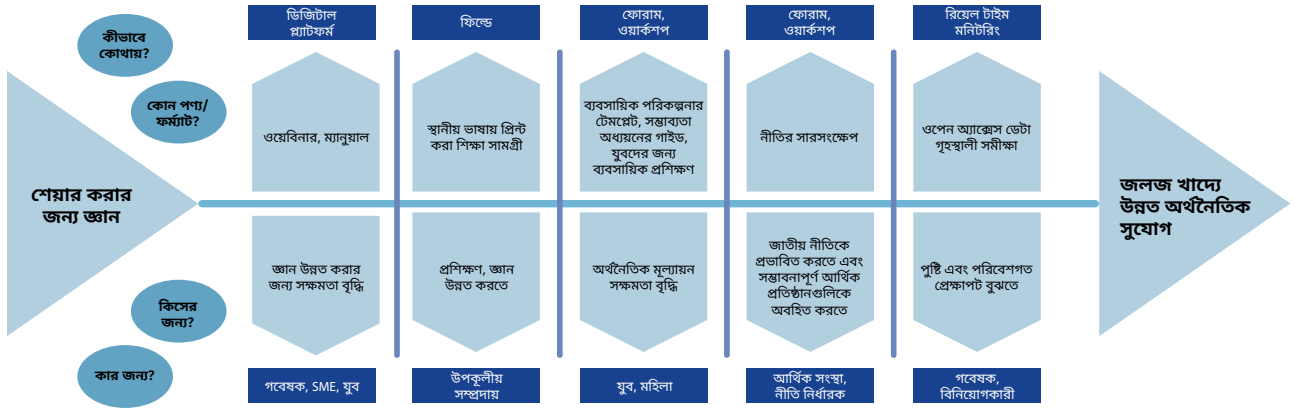 কীভাবে
কোথায়?
কোন পণ্য/
ফর্ম্যাট?
শেয়ার করার
জন্য জ্ঞান
কিসের
জন্য?
কার জন্য?
ডিজিটাল
প্ল্যাটফর্ম
ওয়েবিনার, ম্যানুয়াল
জ্ঞান উন্নত করার
জন্য সক্ষমতা বৃদ্ধি
গবেষক, SME, যুব
ফিল্ডে
স্থানীয় ভাষায় প্রিন্ট
করা শিক্ষা সামগ্রী
প্রশিক্ষণ, জ্ঞান
উন্নত করতে
উপকূলীয়
সম্প্রদায়
ফোরাম,
ওয়ার্কশপ
ব্যবসায়িক পরিকল্পনার
টেমপ্লেট, সম্ভাব্যতা
অধ্যয়নের গাইড,
যুবদের জন্য
ব্যবসায়িক প্রশিক্ষণ
অর্থনৈতিক মূল্যায়ন
সক্ষমতা বৃদ্ধি
যুব, মহিলা
ফোরাম,
ওয়ার্কশপ
নীতির সারসংক্ষেপ
জাতীয় নীতিকে
প্রভাবিত করতে এবং
সম্ভাবনাপূর্ণ আর্থিক
প্রতিষ্ঠানগুলিকে
অবহিত করতে
আর্থিক সংস্থা,
নীতি নির্ধারক
রিয়েল টাইম
মনিটরিং
ওপেন অ্যাক্সেস ডেটা
গৃহস্থালী সমীক্ষা
পুষ্টি এবং পরিবেশগত
প্রেক্ষাপট বুঝতে
গবেষক,
বিনিয়োগকারী
জলজ খাদ্যে
উন্নত অর্থনৈতিক
সুযোগ